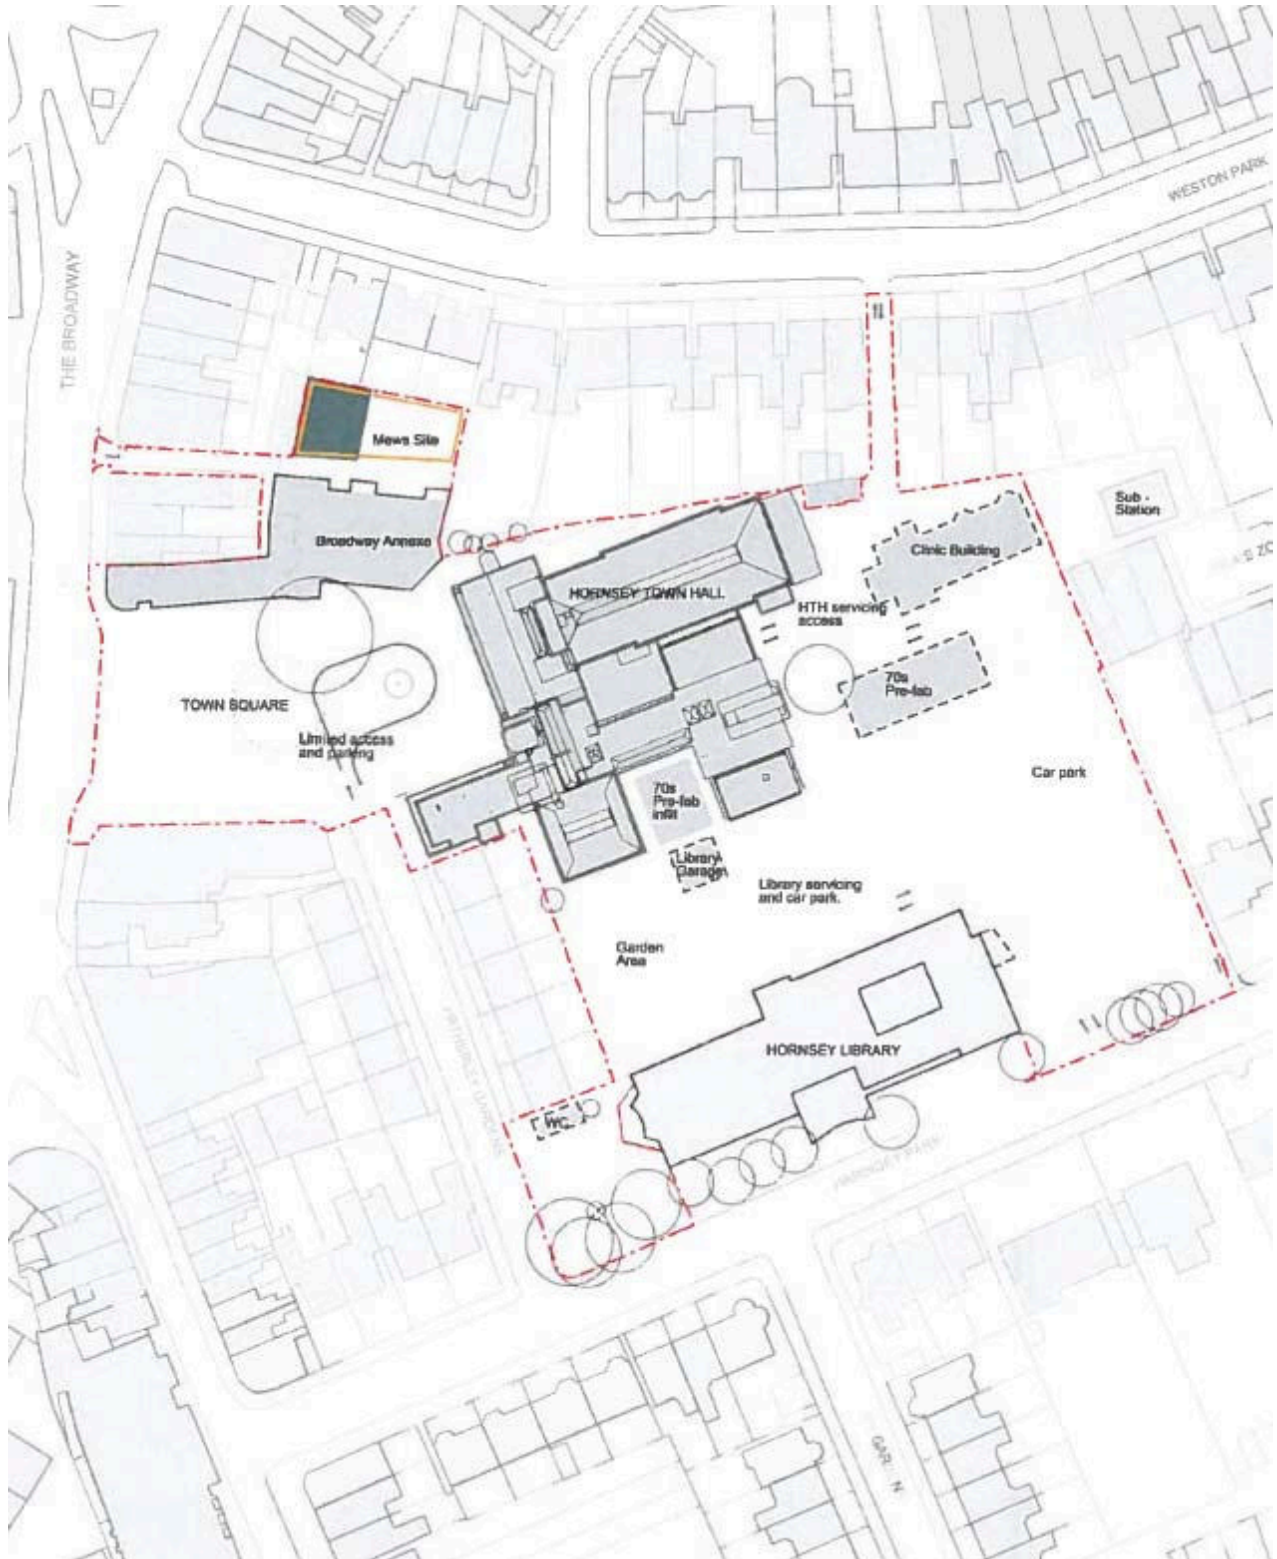 WESTON PARK
THE BROADWAY
Mews Site
Sub -
Station
Broadway Annexe
Clinic Building
HORNSEY TOWN HALL
HTH servicing
access
70s
Pre-fab
TOWN SQUARE
Limited access
and parking
Car park
70s
Pre-fab
infill
Library
Garage
Library servicing
and car park.
Garden
Area
HORNSEY LIBRARY
WC
GARDENS
PARK